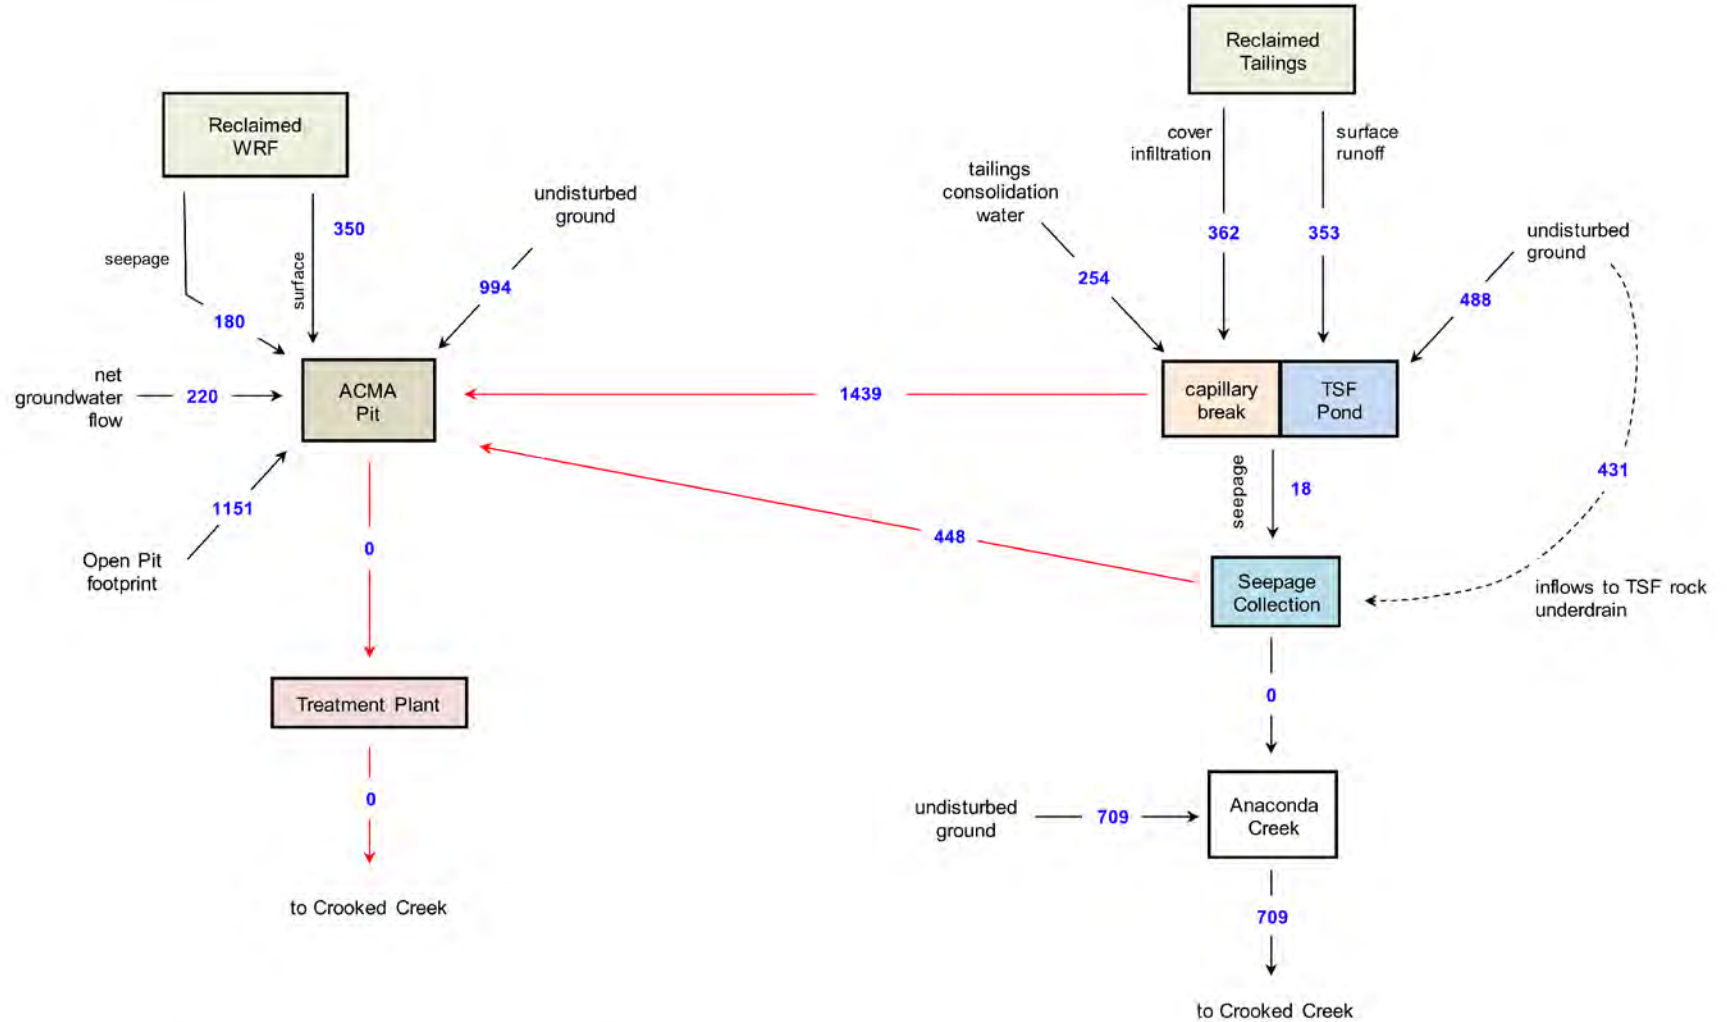 Reclaimed
Tailings
Reclaimed
WRF
cover
infiltration
surface
runoff
tailings
consolidation
water
undisturbed
ground
350
362
353
undisturbed
ground
seepage
surface
254
994
488
180
net
groundwater
flow
220
ACMA
Pit
1439
capillary
break
TSF
Pond
431
seepage
18
1151
448
0
Open Pit
footprint
Seepage
Collection
inflows to TSF rock
underdrain
Treatment Plant
0
0
undisturbed
ground
709
Anaconda
Creek
to Crooked Creek
709
to Crooked Creek